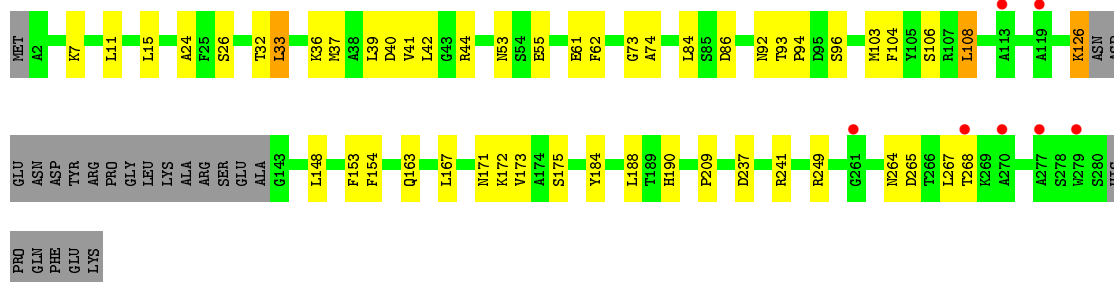 MET A2 K7 L11 L15 A24 F25 S26 T32 L33 K36 M37 A38 L39 D40 V41 L42 G43 R44 N53 S54 E55 E61 F62 G73 A74 L84 S85 D86 N92 T93 P94 D95 S96 M103 F104 Y105 S106 R107 L108 A113 A119 K126 ASN
GLU ASN ASP TYR ARG PRO GLY LEU LYS ALA ARG SER GLU ALA G143 L148 F153 F154 Q163 L167 N171 K172 V173 A174 S175 Y184 L188 T189 H190 P209 D237 R241 R249 G261 N264 D265 T266 L267 T268 K269 A270 A277 S278 W279 S280
PRO GLN PHE GLU LYS